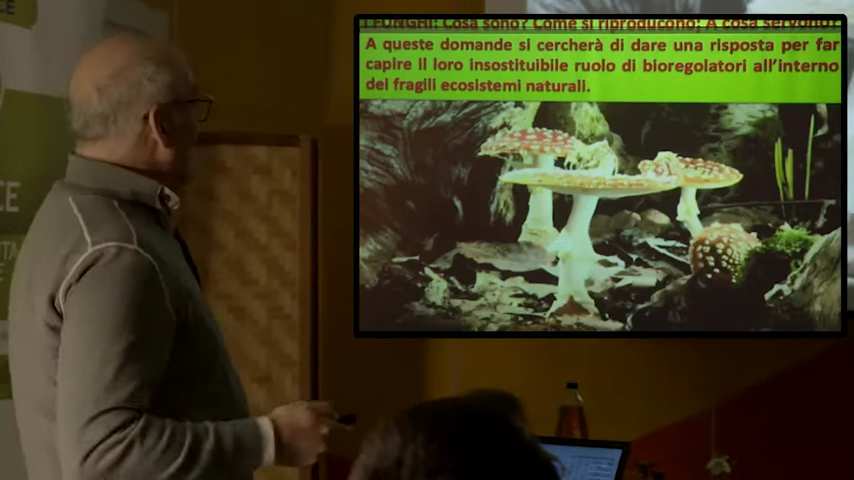 I FUNGHI: Cosa sono? Come si riproducono; A cosa servono?
A queste domande si cercherà di dare una risposta per far
capire il loro insostituibile ruolo di bioregolatori all'interno
dei fragili ecosistemi naturali.